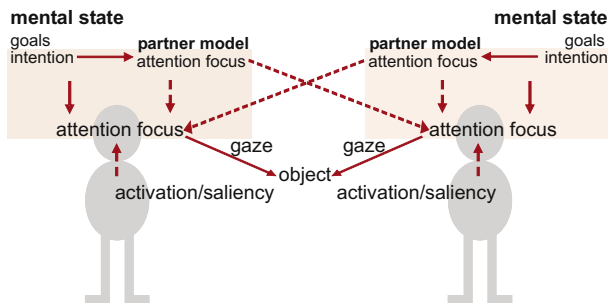 mental state
goals
intention
partner model
attention focus
attention focus
gaze
activation/saliency
object
mental state
partner model
attention focus
goals
intention
attention focus
gaze
activation/saliency